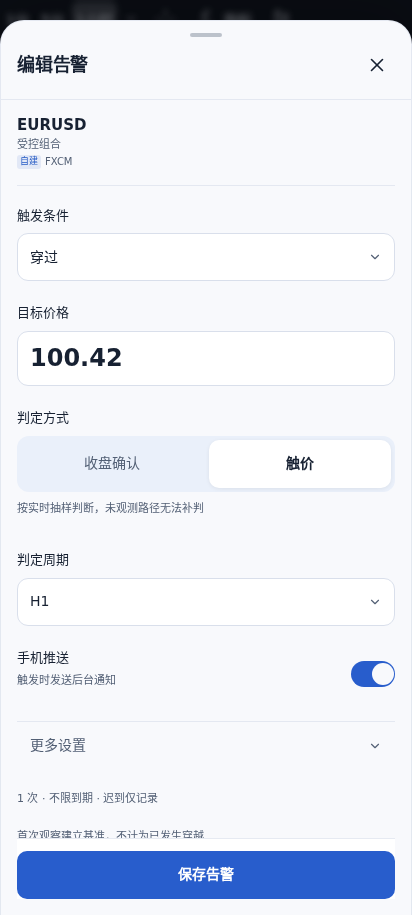 编辑告警
EURUSD
受控组合
自建 FXCM
触发条件
穿过
目标价格
100.42
判定方式
收盘确认 触价
按实时抽样判断，未观测路径无法补判
判定周期
H1
手机推送
触发时发送后台通知
更多设置
1 次 · 不限到期 · 迟到仅记录
首次观察建立基准，不计为已发生穿越
保存告警